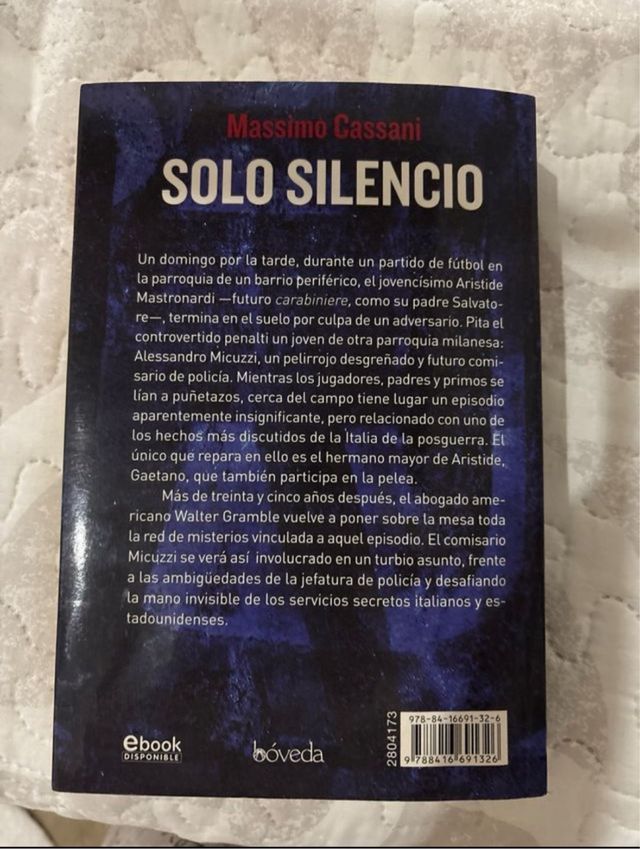 Massimo Cassani
SOLO SILENCIO
Un domingo por la tarde, durante un partido de fútbol en
la parroquia de un barrio periférico, el jovencísimo Aristide
Mastronardi —futuro carabiniere, como su padre Salvato-
re—, termina en el suelo por culpa de un adversario. Pita el
controvertido penalti un joven de otra parroquia milanesa:
Alessandro Micuzzi, un pelirrojo desgreñado y futuro comi-
sario de policía. Mientras los jugadores, padres y primos se
lían a puñetazos, cerca del campo tiene lugar un episodio
aparentemente insignificante, pero relacionado con uno de
los hechos más discutidos de la Italia de la posguerra. El
único que repara en ello es el hermano mayor de Aristide,
Gaetano, que también participa en la pelea.
Más de treinta y cinco años después, el abogado ame-
ricano Walter Gramble vuelve a poner sobre la mesa toda
la red de misterios vinculada a aquel episodio. El comisario
Micuzzi se verá así involucrado en un turbio asunto, frente
a las ambigüedades de la jefatura de policía y desafiando
la mano invisible de los servicios secretos italianos y es-
tadounidenses.
ebook
DISPONIBLE
bóveda
2804173
978-84-16691-32-6
9 788416 691326